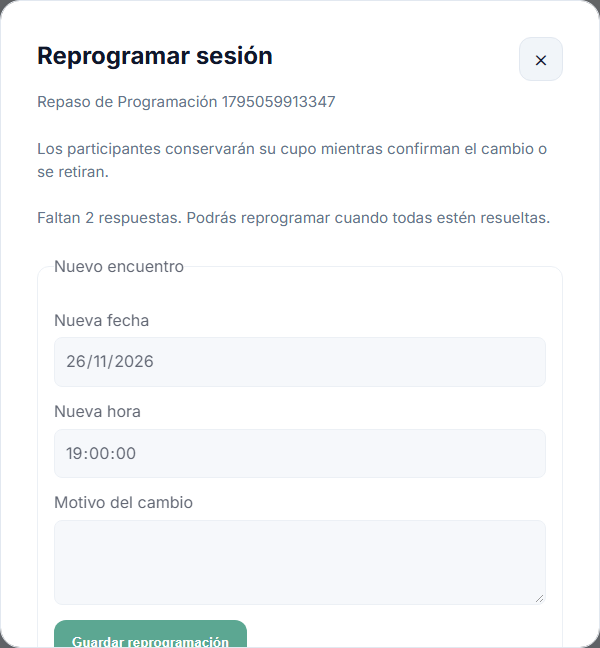 Reprogramar sesión
×
Repaso de Programación 1795059913347
Los participantes conservarán su cupo mientras confirman el cambio o
se retiran.
Faltan 2 respuestas. Podrás reprogramar cuando todas estén resueltas.
Nuevo encuentro
Nueva fecha
26/11/2026
Nueva hora
19:00:00
Motivo del cambio
Guardar reprogramación